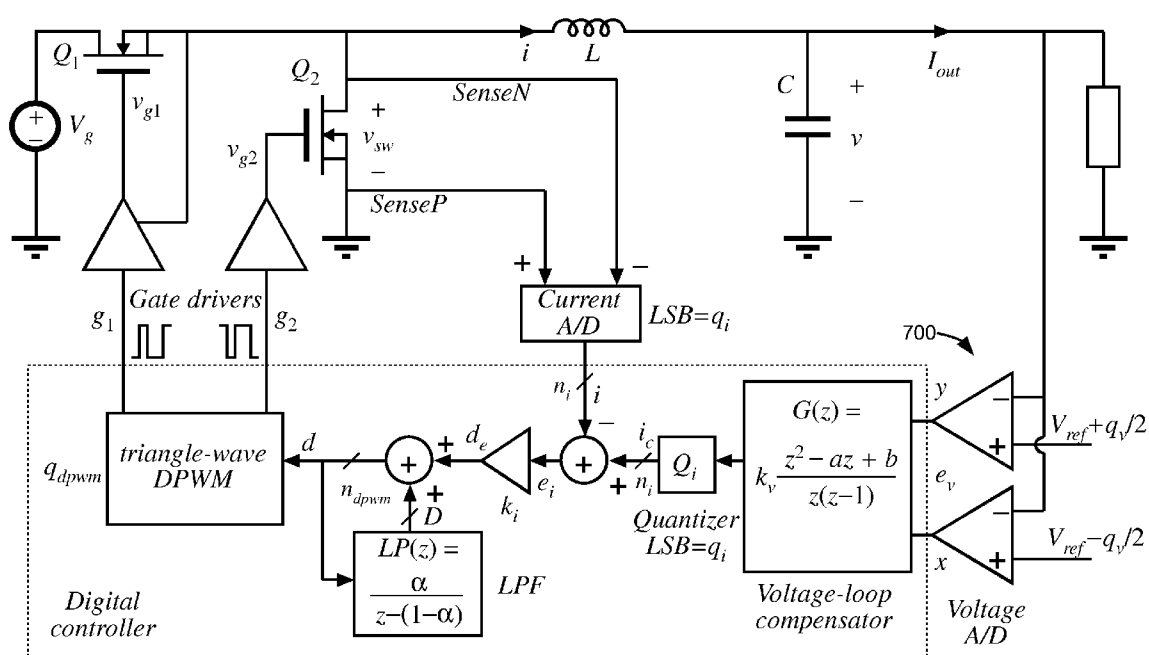 Q1
vg1
Vg
+
−
Q2
vg2
+
vsw
−
SenseN
SenseP
i
L
C
+
v
−
Iout
+
−
Gate drivers
g1
g2
Current
A/D
LSB=qi
ni
i
700
y
−
+
Vref+qv/2
ev
−
+
Vref−qv/2
x
G(z) =
kv
z²−az + b
z(z−1)
−
+
+
ic
ni
Qi
Quantizer
LSB=qi
ei
ki
de
+
+
+
D
ndpwm
d
qdpwm
triangle-wave
DPWM
LP(z) =
α
z−(1−α)
LPF
Digital
controller
Voltage-loop
compensator
Voltage
A/D